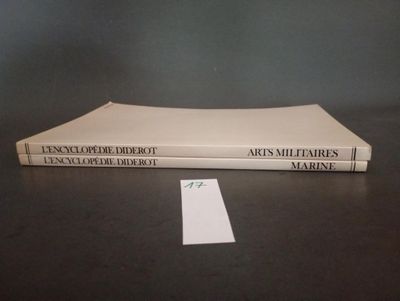 L'ENCYCLOPÉDIE DIDEROT ARTS MILITAIRES
L'ENCYCLOPÉDIE DIDEROT MARINE
17